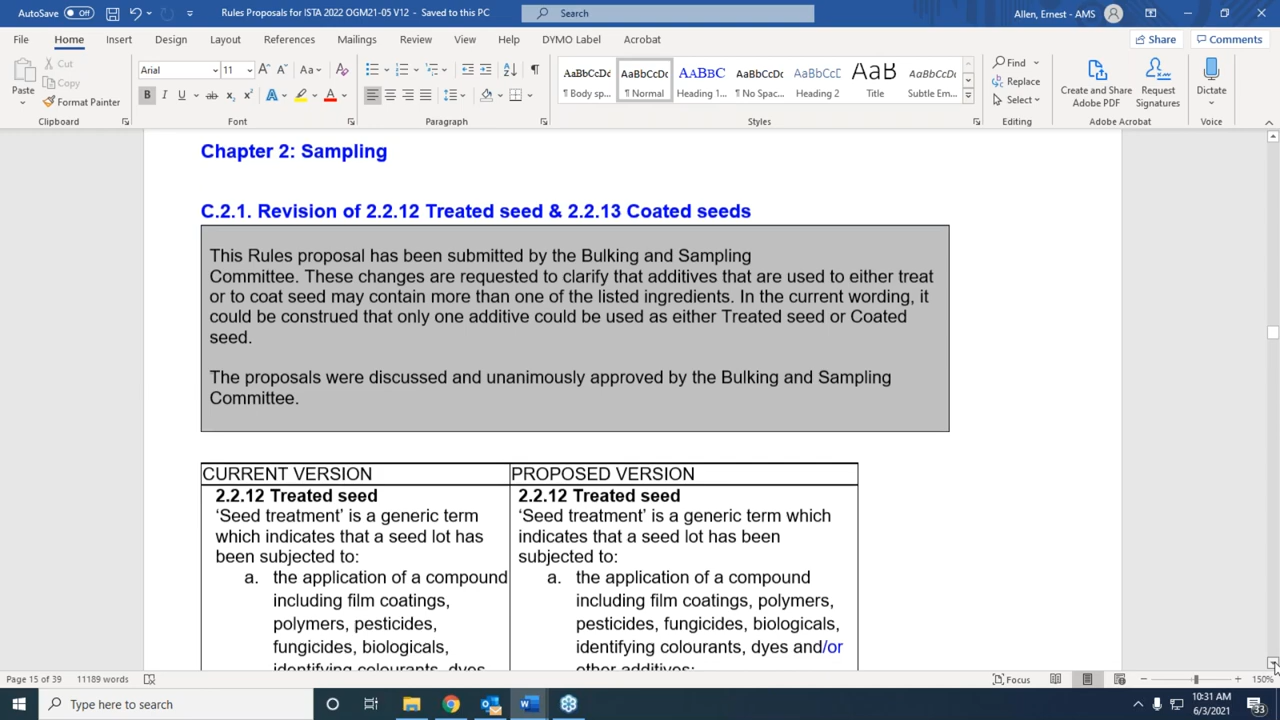 AutoSave Off Rules Proposals for ISTA 2022 OGM21-05 V12 - Saved to this PC Search Allen, Ernest - AMS
File Home Insert Design Layout References Mailings Review View Help DYMO Label Acrobat Share Comments
Paste Cut Copy Format Painter
Arial 11
AaBbCcDc AaBbCcDc AABBC AaBbCcDc AaBbCcD AaB AaBbCcDc
¶ Body sp... ¶ Normal Heading 1... ¶ No Spac... Heading 2 Title Subtle Em...
Find Replace Select
Create and Share Adobe PDF Request Signatures Dictate
Clipboard Font Paragraph Styles Editing Adobe Acrobat Voice
Chapter 2: Sampling
C.2.1. Revision of 2.2.12 Treated seed & 2.2.13 Coated seeds
This Rules proposal has been submitted by the Bulking and Sampling
Committee. These changes are requested to clarify that additives that are used to either treat
or to coat seed may contain more than one of the listed ingredients. In the current wording, it
could be construed that only one additive could be used as either Treated seed or Coated
seed.
The proposals were discussed and unanimously approved by the Bulking and Sampling
Committee.
CURRENT VERSION
2.2.12 Treated seed
‘Seed treatment’ is a generic term
which indicates that a seed lot has
been subjected to:
a. the application of a compound
including film coatings,
polymers, pesticides,
fungicides, biologicals,
identifying colourants, dyes
PROPOSED VERSION
2.2.12 Treated seed
‘Seed treatment’ is a generic term which
indicates that a seed lot has been
subjected to:
a. the application of a compound
including film coatings, polymers,
pesticides, fungicides, biologicals,
identifying colourants, dyes and/or
other additives;
Page 15 of 39 11189 words Focus 150%
Type here to search 10:31 AM
6/3/2021 33